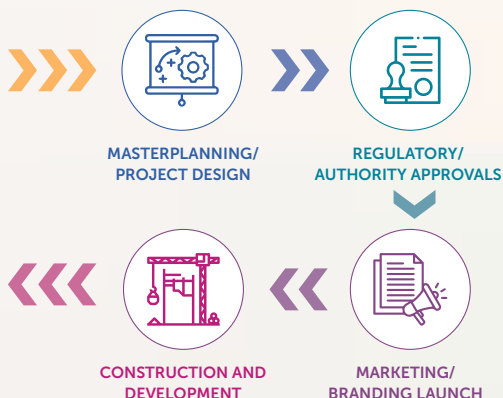 MASTERPLANNING/
PROJECT DESIGN
REGULATORY/
AUTHORITY APPROVALS
CONSTRUCTION AND
DEVELOPMENT
MARKETING/
BRANDING LAUNCH